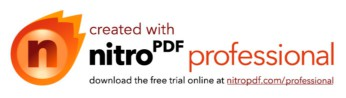 created with
n nitroPDF professional
download the free trial online at nitropdf.com/professional